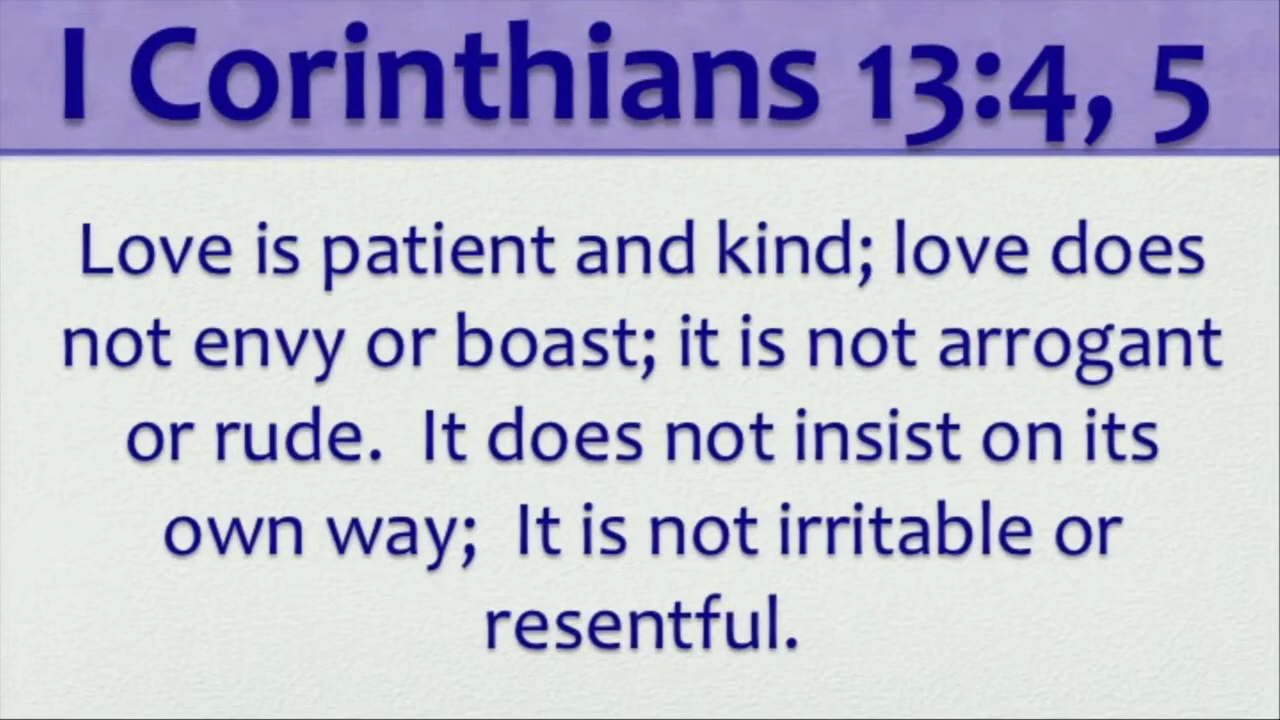 I Corinthians 13:4, 5
Love is patient and kind; love does
not envy or boast; it is not arrogant
or rude.  It does not insist on its
own way;  It is not irritable or
resentful.